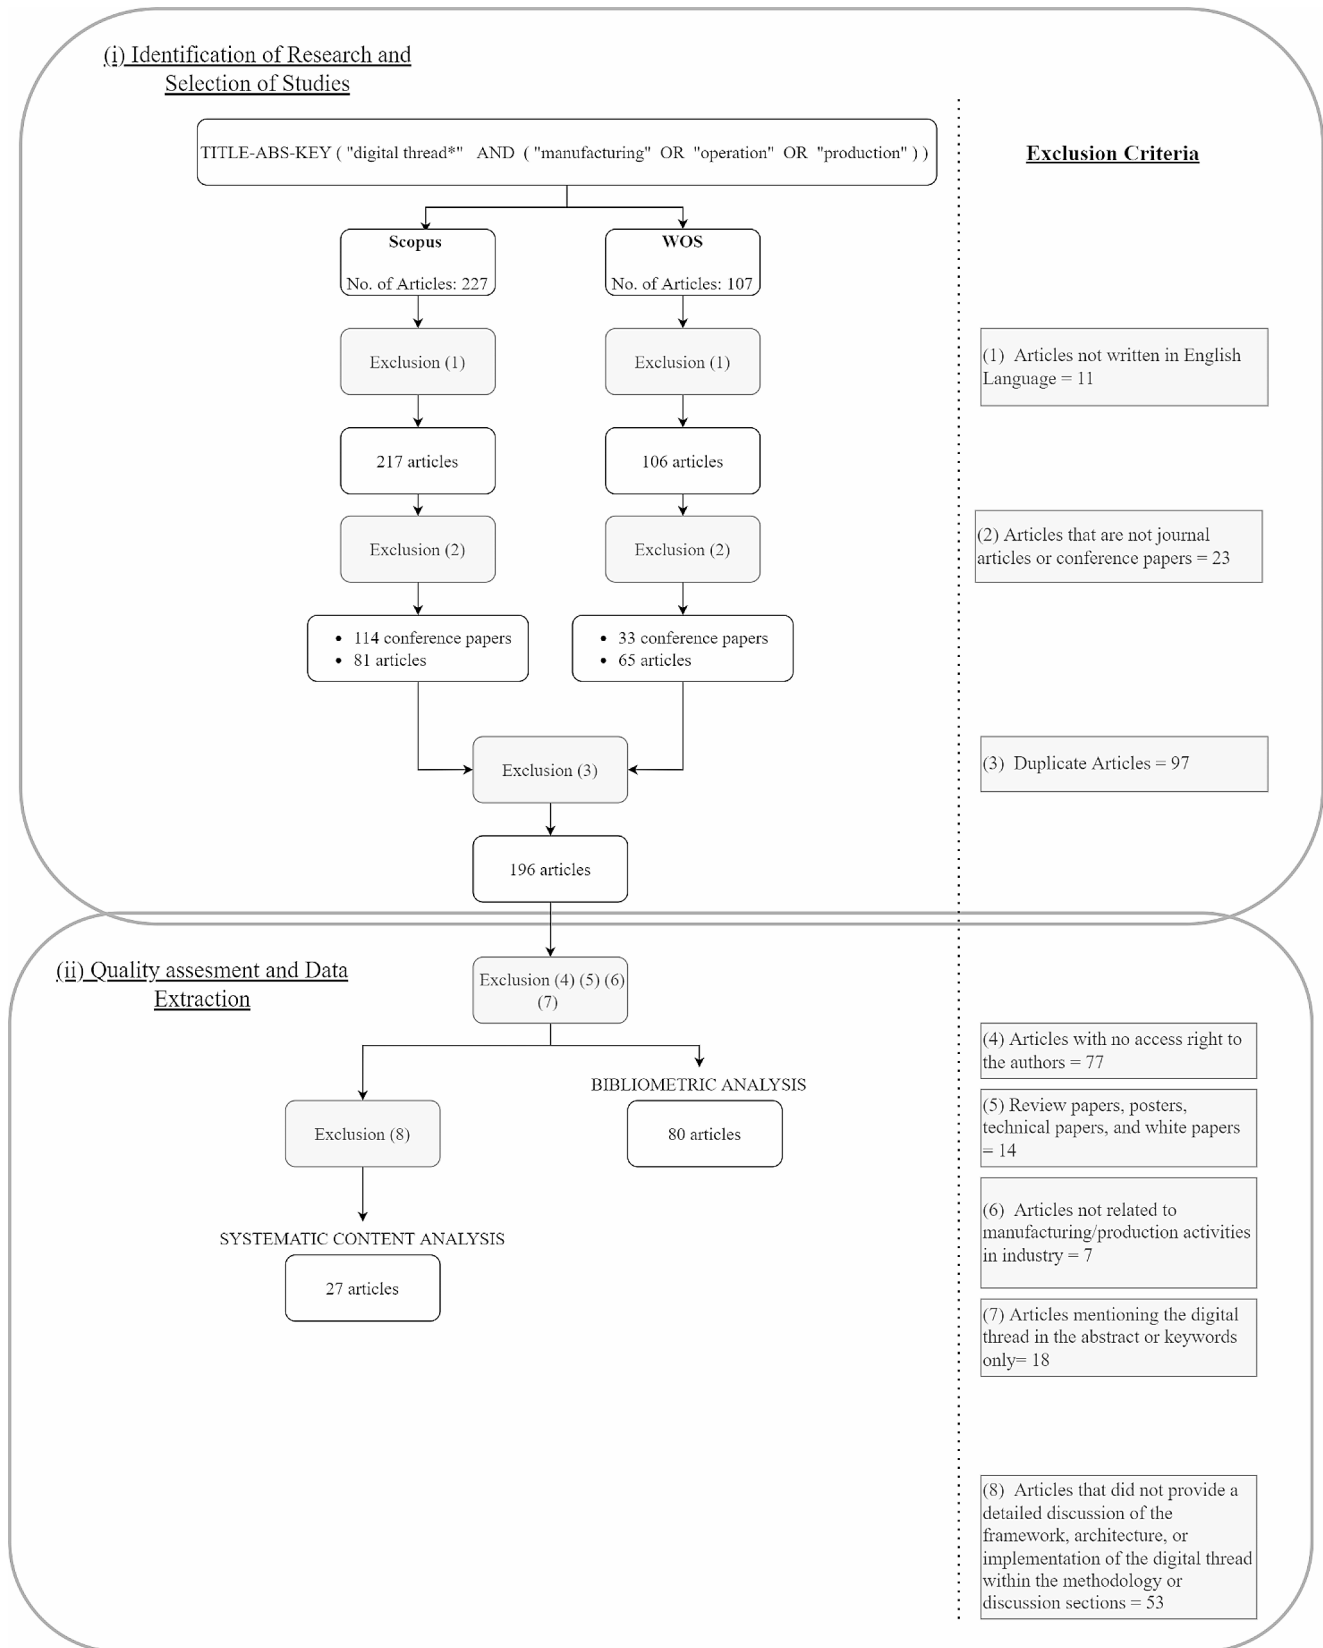 (i) Identification of Research and
Selection of Studies
TITLE-ABS-KEY ( "digital thread*" AND ( "manufacturing" OR "operation" OR "production" ) )
Exclusion Criteria
Scopus
No. of Articles: 227
WOS
No. of Articles: 107
Exclusion (1)
Exclusion (1)
(1) Articles not written in English
Language = 11
217 articles
106 articles
Exclusion (2)
Exclusion (2)
(2) Articles that are not journal
articles or conference papers = 23
• 114 conference papers
• 81 articles
• 33 conference papers
• 65 articles
Exclusion (3)
(3) Duplicate Articles = 97
196 articles
(ii) Quality assesment and Data
Extraction
Exclusion (4) (5) (6)
(7)
(4) Articles with no access right to
the authors = 77
BIBLIOMETRIC ANALYSIS
80 articles
Exclusion (8)
(5) Review papers, posters,
technical papers, and white papers
= 14
(6) Articles not related to
manufacturing/production activities
in industry = 7
SYSTEMATIC CONTENT ANALYSIS
27 articles
(7) Articles mentioning the digital
thread in the abstract or keywords
only= 18
(8) Articles that did not provide a
detailed discussion of the
framework, architecture, or
implementation of the digital thread
within the methodology or
discussion sections = 53